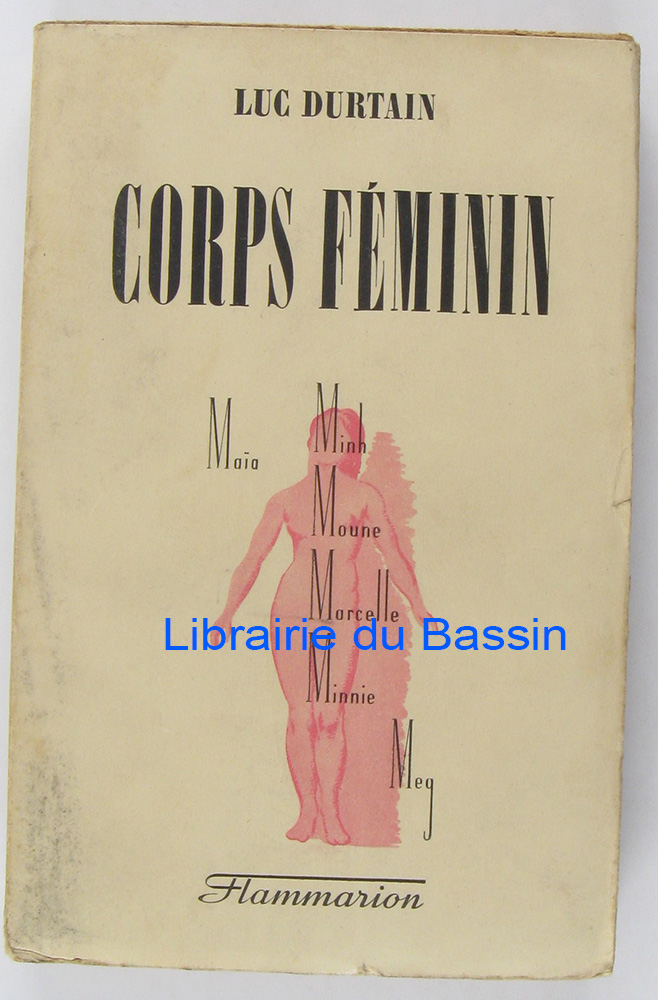 LUC DURTAIN
CORPS FÉMININ
Maïa
Minh
Moune
Marcelle
Librairie du Bassin
Minnie
Meg
Flammarion